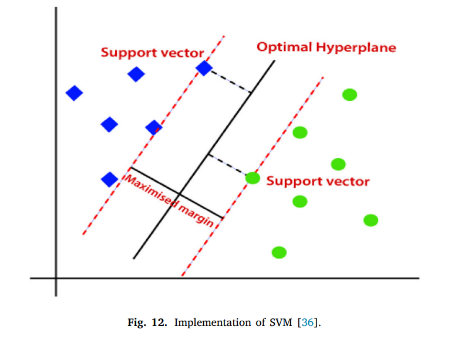 Support vector
Optimal Hyperplane
Support vector
Maximised margin
Fig. 12. Implementation of SVM [36].